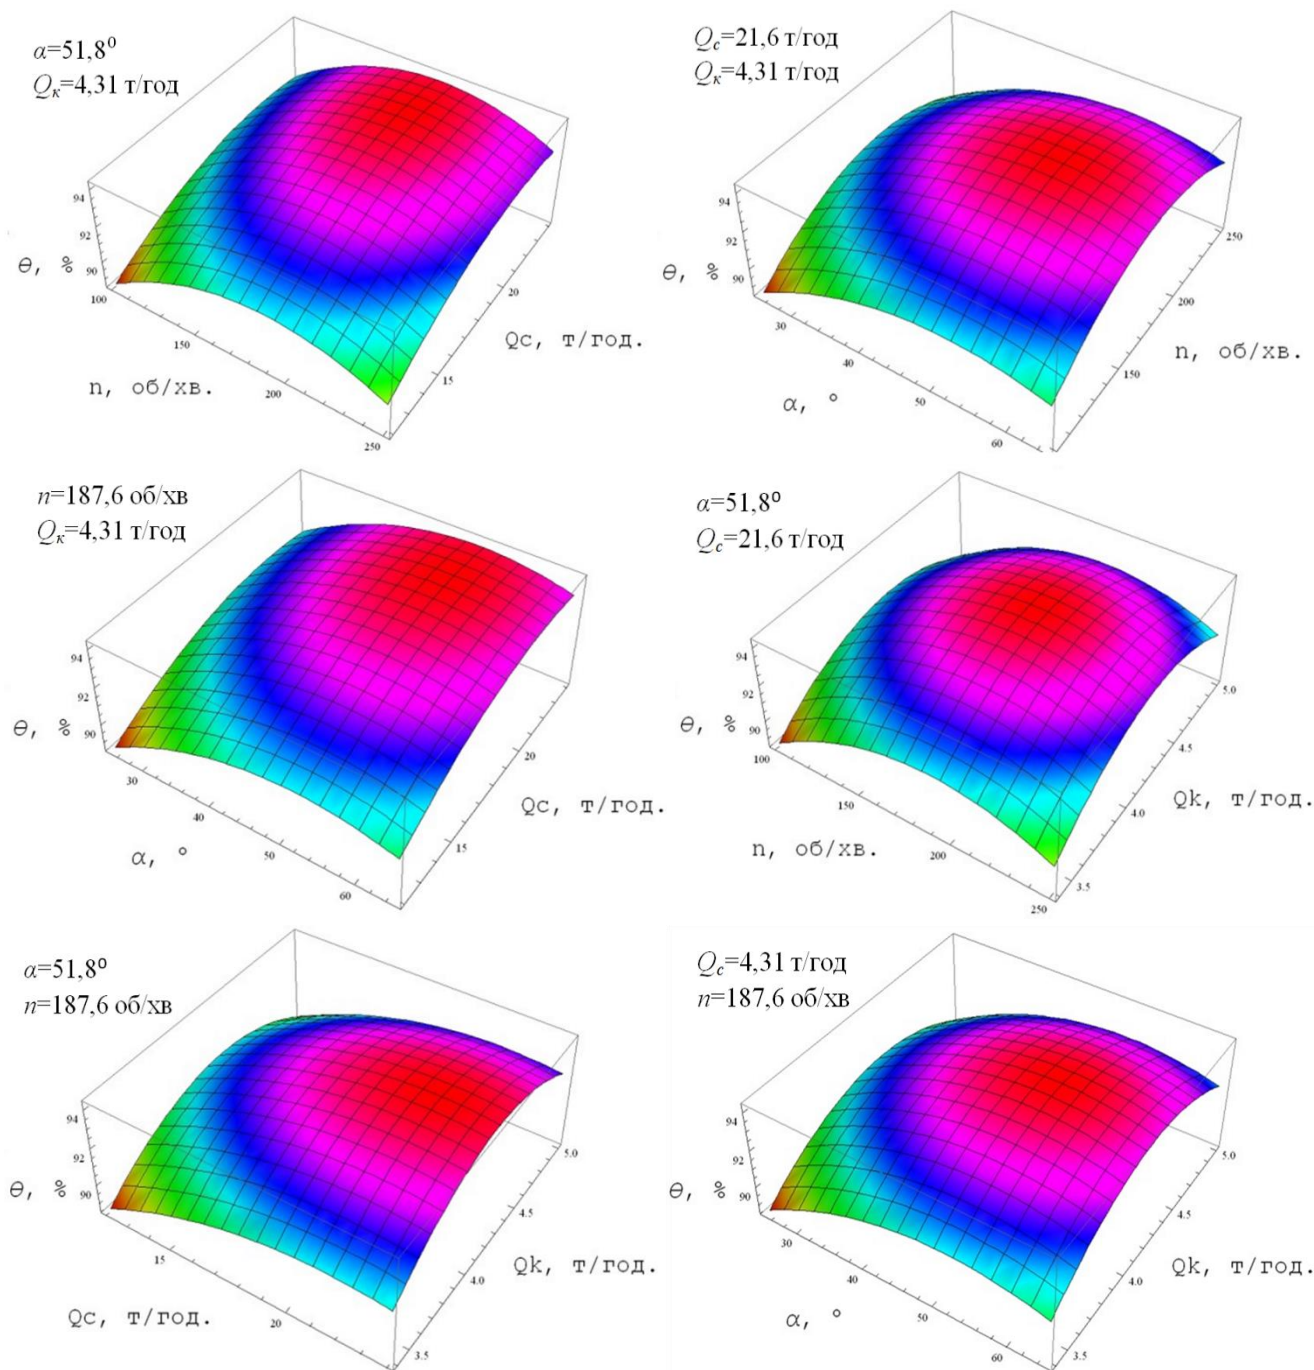 α=51,8⁰
Qк=4,31 т/год
94
92
90
θ, %
100
150
200
250
n, об/хв.
15
20
Qc, т/год.
Qc=21,6 т/год
Qк=4,31 т/год
94
92
90
θ, %
30
40
50
60
α, °
150
200
250
n, об/хв.
n=187,6 об/хв
Qк=4,31 т/год
94
92
90
θ, %
30
40
50
60
α, °
15
20
Qc, т/год.
α=51,8⁰
Qc=21,6 т/год
94
92
90
θ, %
100
150
200
250
n, об/хв.
3.5
4.0
4.5
5.0
Qk, т/год.
α=51,8⁰
n=187,6 об/хв
94
92
90
θ, %
15
20
Qc, т/год.
3.5
4.0
4.5
5.0
Qk, т/год.
Qc=4,31 т/год
n=187,6 об/хв
94
92
90
θ, %
30
40
50
60
α, °
3.5
4.0
4.5
5.0
Qk, т/год.